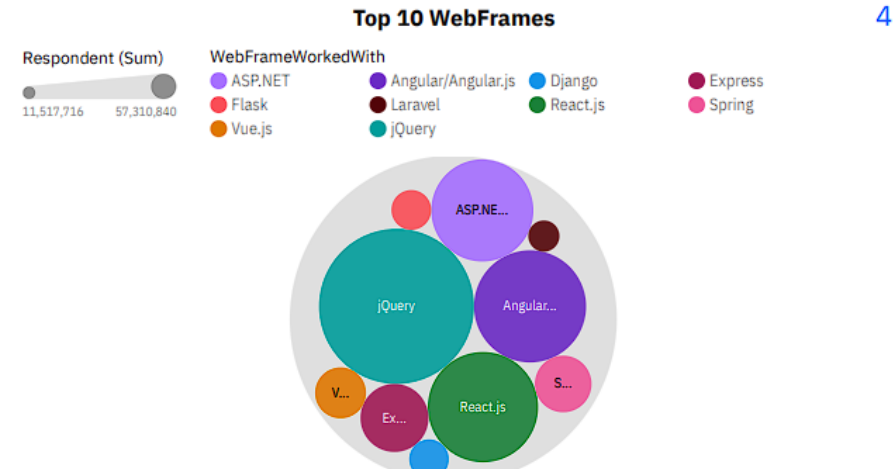 Top 10 WebFrames
4
Respondent (Sum)
11,517,716 57,310,840
WebFrameWorkedWith
ASP.NET Angular/Angular.js Django Express
Flask Laravel React.js Spring
Vue.js jQuery
ASP.NE...
jQuery Angular...
S...
V...
React.js
Ex...